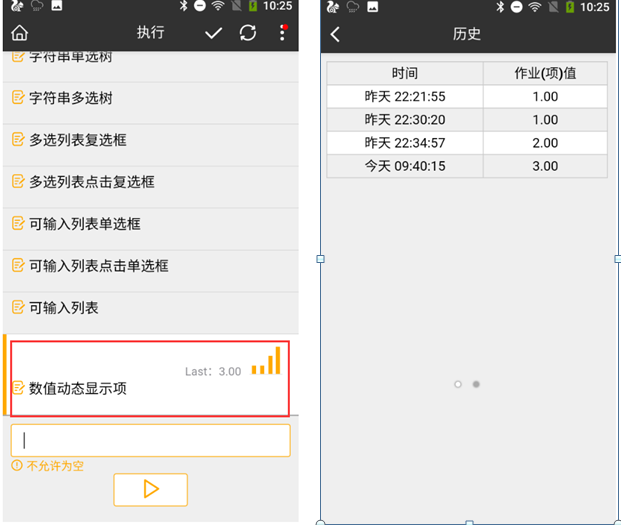 10:25
执行
字符串单选树
字符串多选树
多选列表复选框
多选列表点击复选框
可输入列表单选框
可输入列表点击单选框
可输入列表
Last：3.00
数值动态显示项
不允许为空
10:25
历史
时间 作业(项)值
昨天 22:21:55 1.00
昨天 22:30:20 1.00
昨天 22:34:57 2.00
今天 09:40:15 3.00